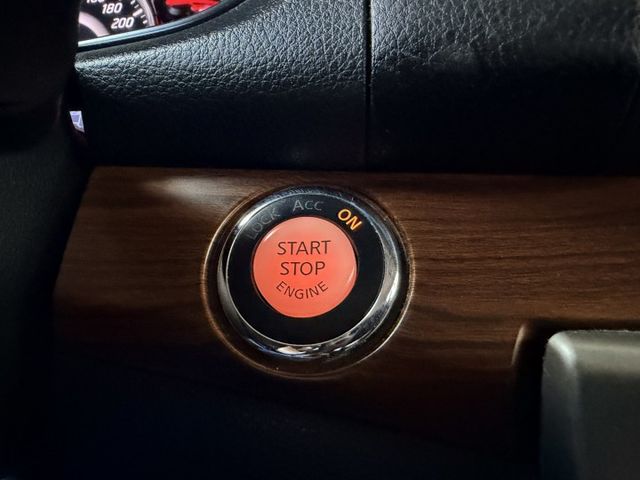 180
200
LOCK ACC ON
START
STOP
ENGINE